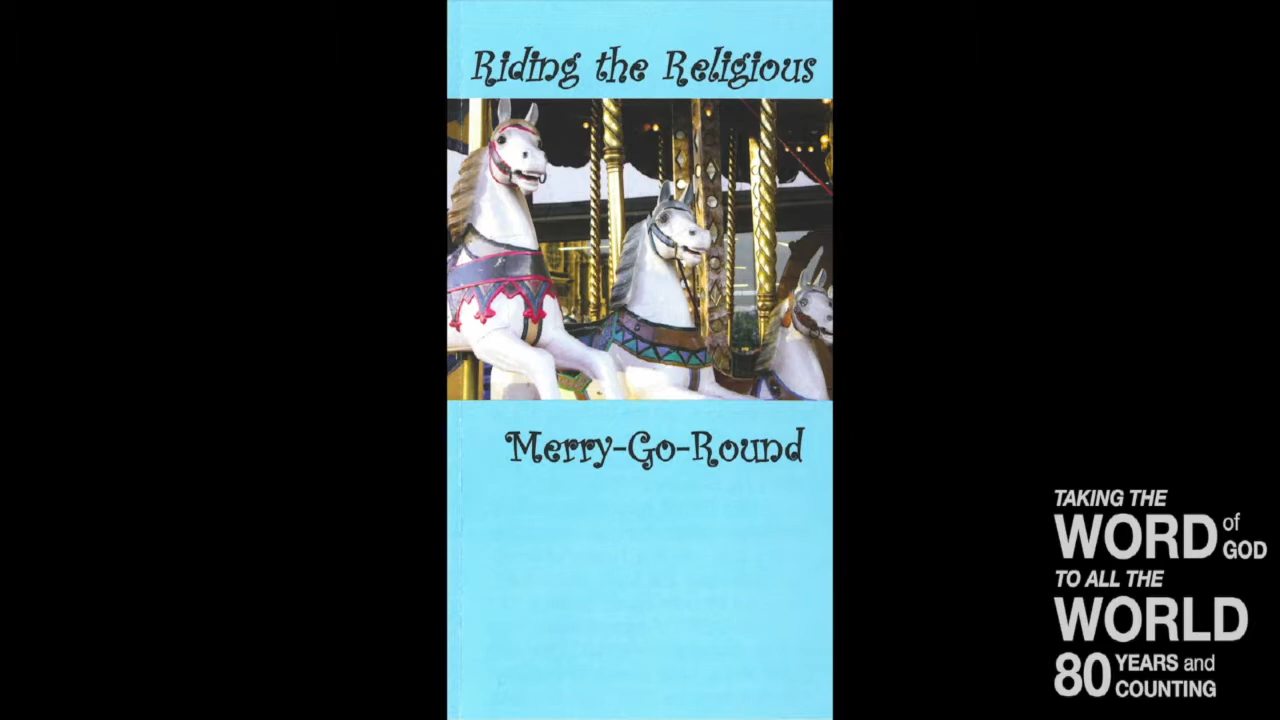 Riding the Religious
Merry-Go-Round
TAKING THE
WORD of GOD
TO ALL THE
WORLD
80 YEARS and COUNTING